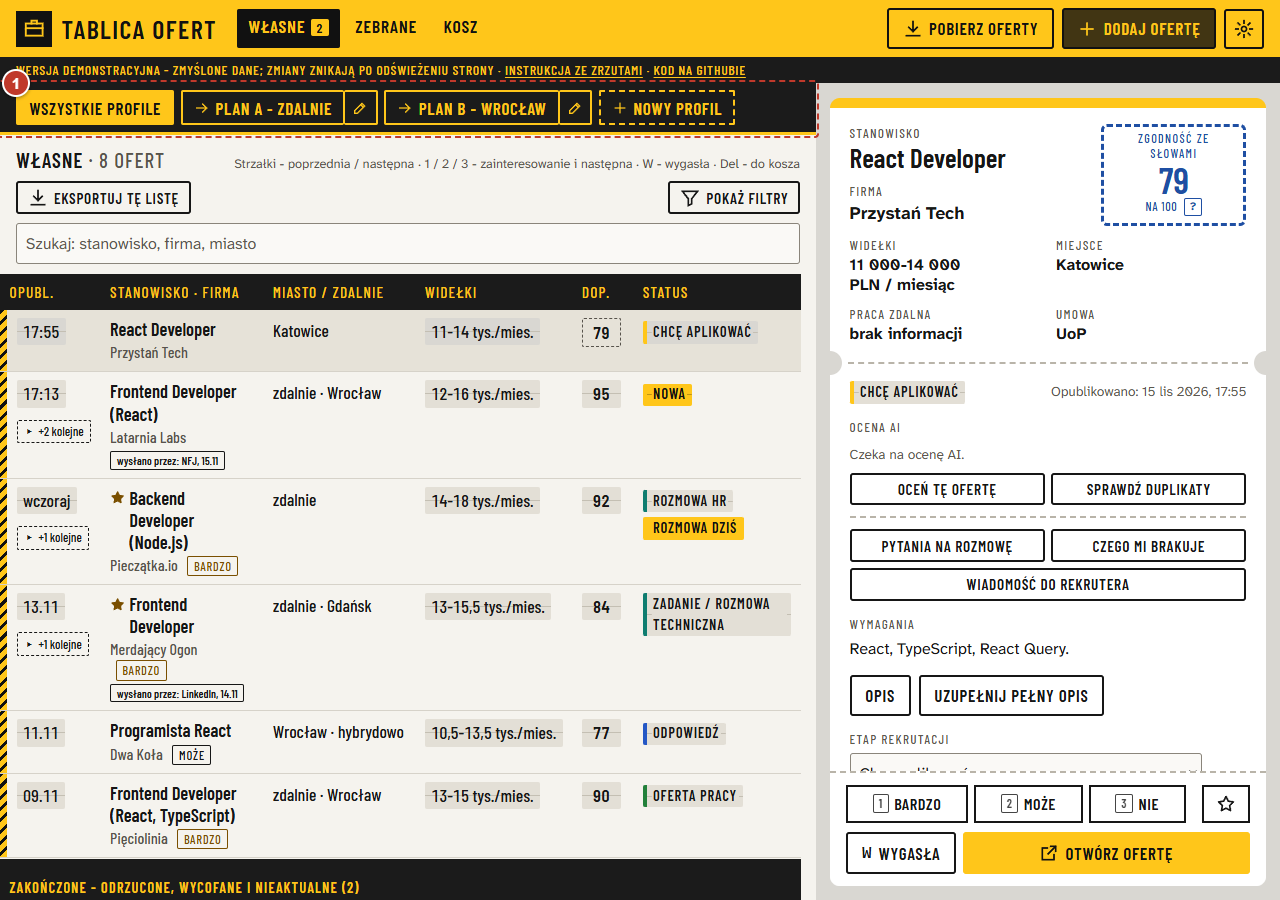 TABLICA OFERT
WŁASNE 2
ZEBRANE
KOSZ
POBIERZ OFERTY
DODAJ OFERTĘ
WERSJA DEMONSTRACYJNA - ZMYŚLONE DANE; ZMIANY ZNIKAJĄ PO ODŚWIEŻENIU STRONY · INSTRUKCJA ZE ZRZUTAMI · KOD NA GITHUBIE
1
WSZYSTKIE PROFILE
→ PLAN A - ZDALNIE
→ PLAN B - WROCŁAW
+ NOWY PROFIL
WŁASNE · 8 OFERT
Strzałki - poprzednia / następna · 1 / 2 / 3 - zainteresowanie i następna · W - wygasła · Del - do kosza
EKSPORTUJ TĘ LISTĘ
POKAŻ FILTRY
Szukaj: stanowisko, firma, miasto
OPUBL. STANOWISKO · FIRMA MIASTO / ZDALNIE WIDEŁKI DOP. STATUS
17:55 React Developer Katowice 11-14 tys./mies. 79 CHCĘ APLIKOWAĆ
Przystań Tech
17:13 Frontend Developer zdalnie · Wrocław 12-16 tys./mies. 95 NOWA
(React)
▸ +2 kolejne
Latarnia Labs
wysłano przez: NFJ, 15.11
wczoraj ★ Backend zdalnie 14-18 tys./mies. 92 ROZMOWA HR
Developer ROZMOWA DZIŚ
▸ +1 kolejne
(Node.js)
Pieczątka.io BARDZO
13.11 ★ Frontend zdalnie · Gdańsk 13-15,5 tys./mies. 84 ZADANIE / ROZMOWA
Developer TECHNICZNA
▸ +1 kolejne
Merdający Ogon
BARDZO
wysłano przez: LinkedIn, 14.11
11.11 Programista React Wrocław · hybrydowo 10,5-13,5 tys./mies. 77 ODPOWIEDŹ
Dwa Koła MOŻE
09.11 Frontend Developer zdalnie · Wrocław 13-15 tys./mies. 90 OFERTA PRACY
(React, TypeScript)
Pięciolinia BARDZO
ZAKOŃCZONE - ODRZUCONE, WYCOFANE I NIEAKTUALNE (2)
STANOWISKO
React Developer
FIRMA
Przystań Tech
ZGODNOŚĆ ZE
SŁOWAMI
79
NA 100 ?
WIDEŁKI MIEJSCE
11 000-14 000 Katowice
PLN / miesiąc
PRACA ZDALNA UMOWA
brak informacji UoP
CHCĘ APLIKOWAĆ
Opublikowano: 15 lis 2026, 17:55
OCENA AI
Czeka na ocenę AI.
OCEŃ TĘ OFERTĘ
SPRAWDŹ DUPLIKATY
PYTANIA NA ROZMOWĘ
CZEGO MI BRAKUJE
WIADOMOŚĆ DO REKRUTERA
WYMAGANIA
React, TypeScript, React Query.
OPIS
UZUPEŁNIJ PEŁNY OPIS
ETAP REKRUTACJI
1 BARDZO
2 MOŻE
3 NIE
W WYGASŁA
OTWÓRZ OFERTĘ